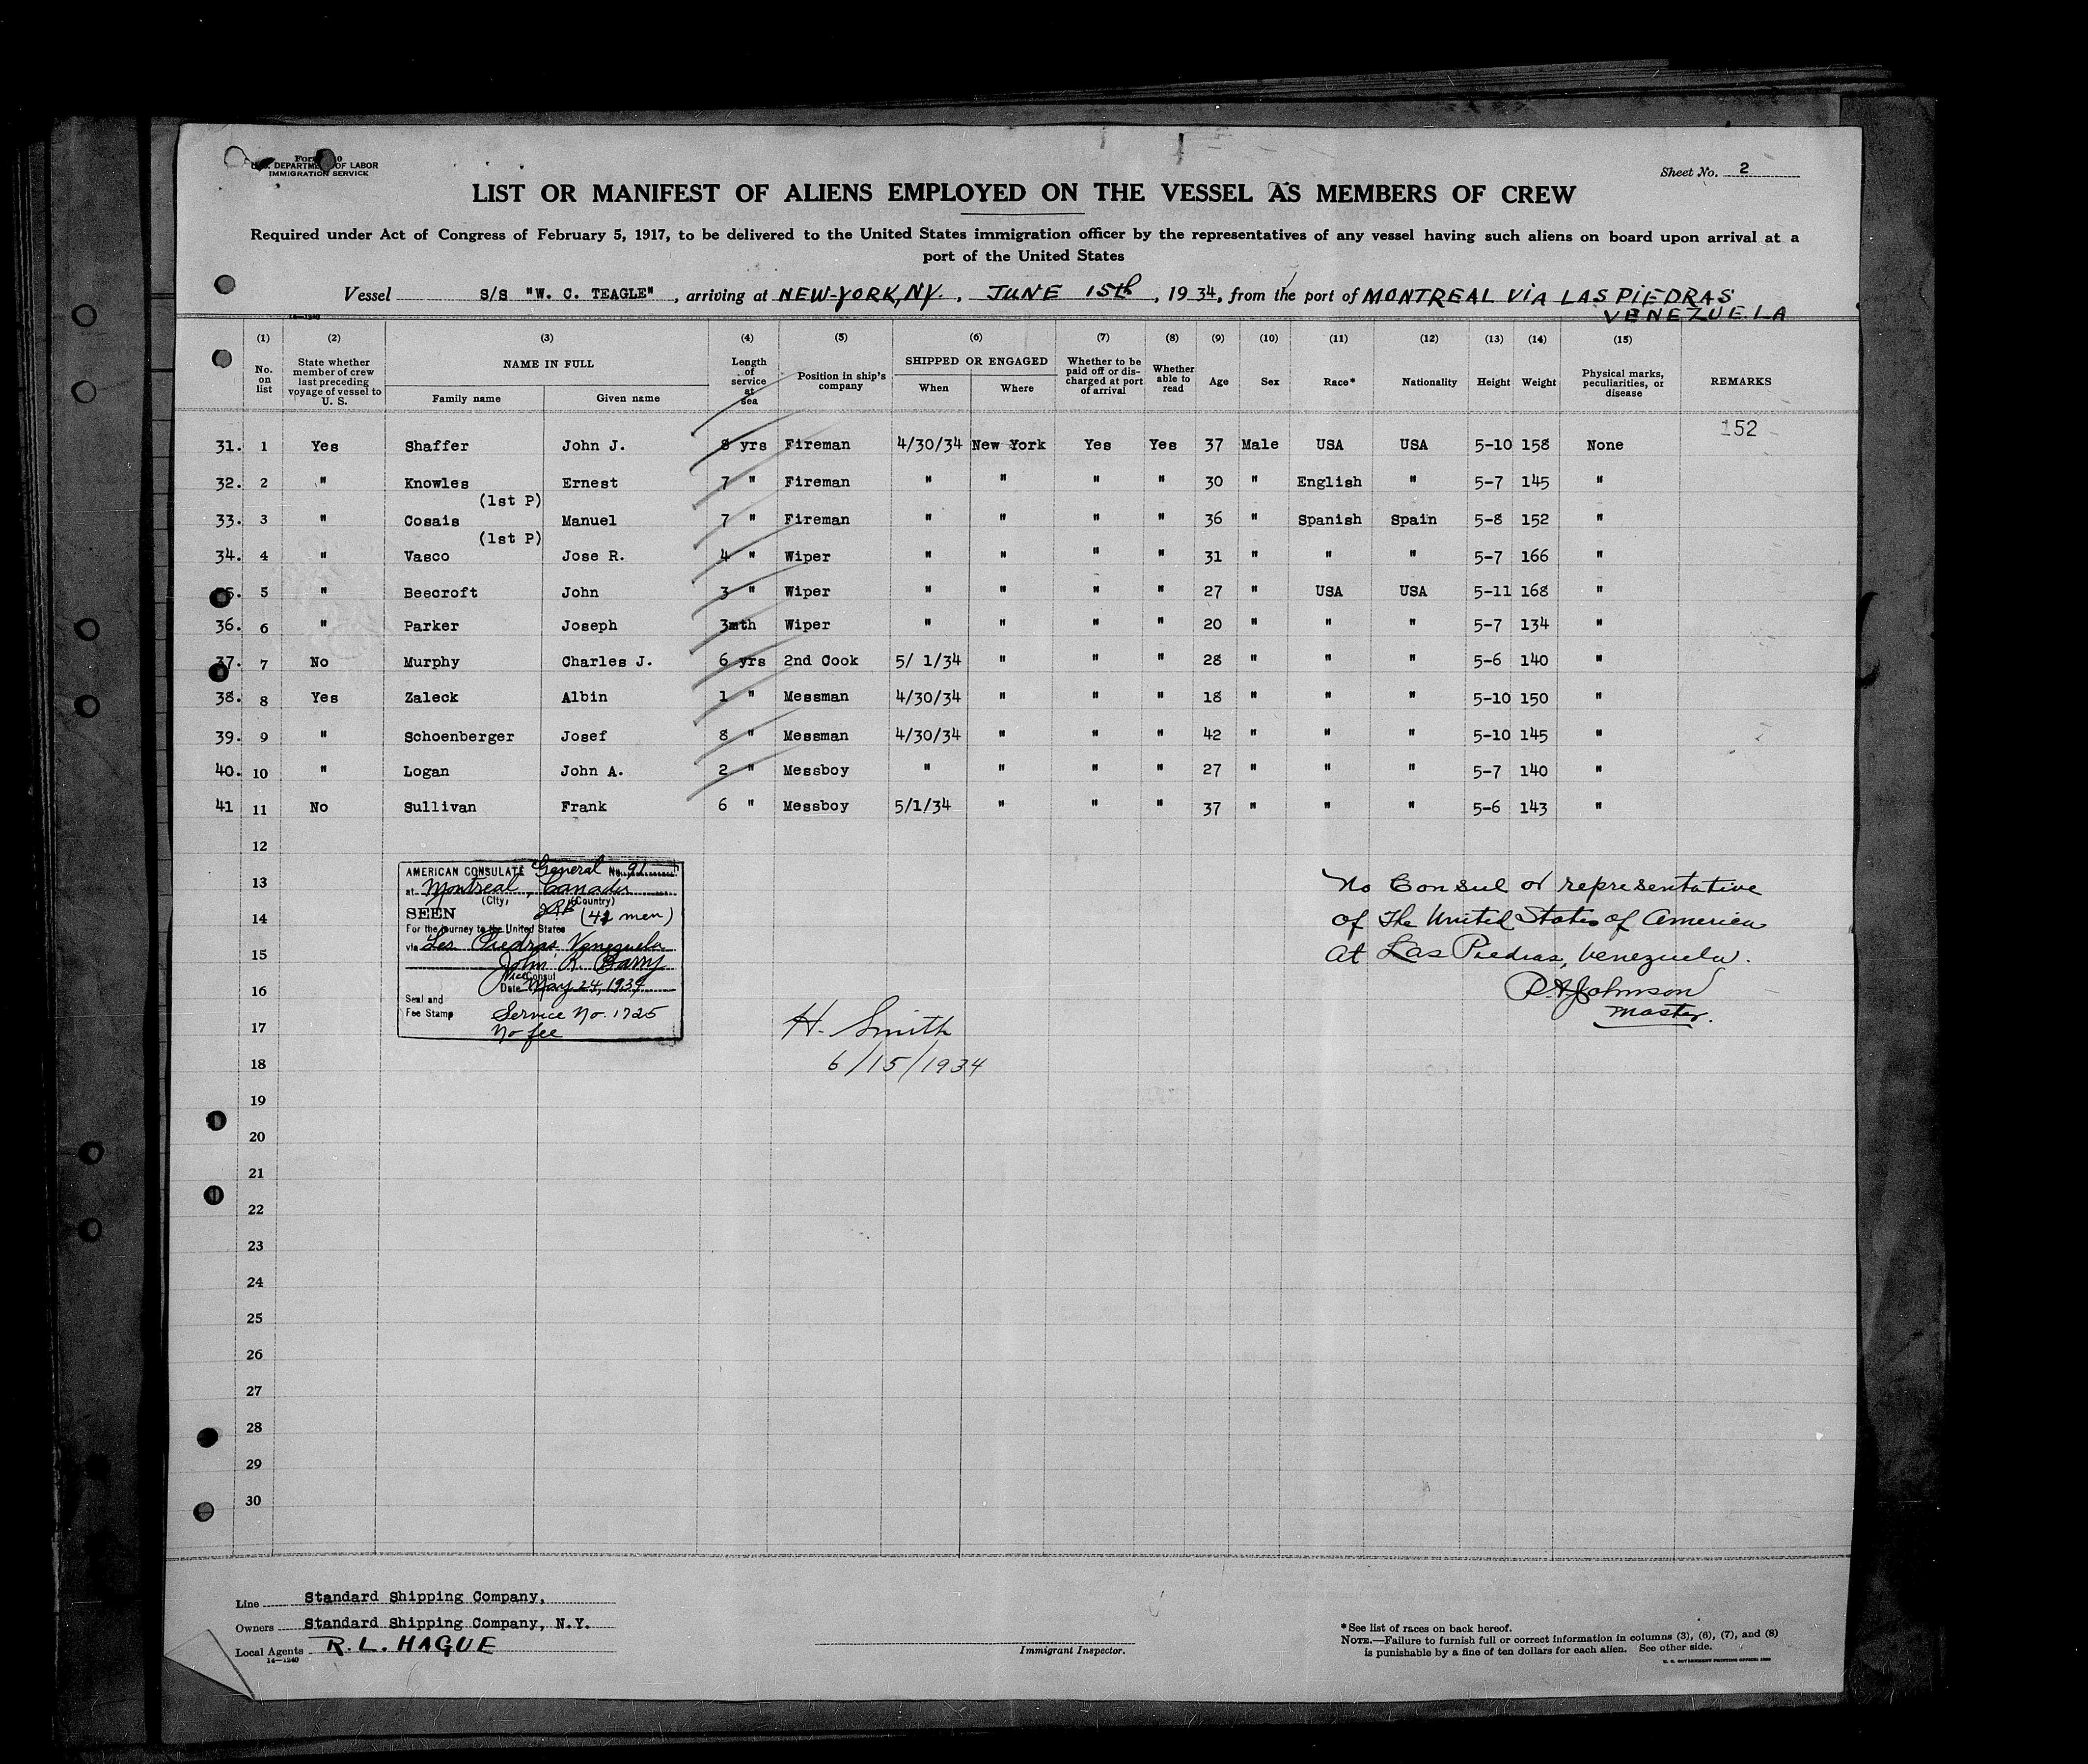 U.S. DEPARTMENT OF LABOR
IMMIGRATION SERVICE
Sheet No. 2
LIST OR MANIFEST OF ALIENS EMPLOYED ON THE VESSEL AS MEMBERS OF CREW
Required under Act of Congress of February 5, 1917, to be delivered to the United States immigration officer by the representatives of any vessel having such aliens on board upon arrival at a
port of the United States
Vessel S/S "W. C. TEAGLE", arriving at NEW-YORK, NY., JUNE 15th, 1934, from the port of MONTREAL VIA LAS PIEDRAS
VENEZUELA
(1) (2) (3) (4) (5) (6) (7) (8) (9) (10) (11) (12) (13) (14) (15)
No. on list State whether member of crew last preceding voyage of vessel to U. S. NAME IN FULL Family name Given name Length of service at sea Position in ship's company SHIPPED OR ENGAGED When Where Whether to be paid off or discharged at port of arrival Whether able to read Age Sex Race* Nationality Height Weight Physical marks, peculiarities, or disease REMARKS
152
31. 1 Yes Shaffer John J. 8 yrs Fireman 4/30/34 New York Yes Yes 37 Male USA USA 5-10 158 None
32. 2 " Knowles Ernest 7 " Fireman " " " " 30 " English " 5-7 145 "
(1st P)
33. 3 " Cosais Manuel 7 " Fireman " " " " 36 " Spanish Spain 5-8 152 "
(1st P)
34. 4 " Vasco Jose R. 4 " Wiper " " " " 31 " " " 5-7 166 "
35. 5 " Beecroft John 3 " Wiper " " " " 27 " USA USA 5-11 168 "
36. 6 " Parker Joseph 3mth Wiper " " " " 20 " " " 5-7 134 "
37. 7 No Murphy Charles J. 6 yrs 2nd Cook 5/ 1/34 " " " 28 " " " 5-6 140 "
38. 8 Yes Zaleck Albin 1 " Messman 4/30/34 " " " 18 " " " 5-10 150 "
39. 9 " Schoenberger Josef 8 " Messman 4/30/34 " " " 42 " " " 5-10 145 "
40. 10 " Logan John A. 2 " Messboy " " " " 27 " " " 5-7 140 "
41 11 No Sullivan Frank 6 " Messboy 5/1/34 " " " 37 " " " 5-6 143 "
12
13
14
15
16
17
18
19
20
21
22
23
24
25
26
27
28
29
30
AMERICAN CONSULATE General No.
at Montreal, Canada
(City) (Country)
SEEN (41 men)
For the journey to the United States
via Las Piedras Venezuela
John R. Barry
Vice Consul
Date May 24, 1934
Seal and
Fee Stamp
Service No. 1725
No fee
H. Smith
6/15/1934
No Consul or representative
of the United States of America
at Las Piedras, Venezuela.
Johnson
Master.
Line Standard Shipping Company,
Owners Standard Shipping Company, N.Y.
Local Agents R. L. HAGUE
14—1240
Immigrant Inspector.
*See list of races on back hereof.
NOTE.—Failure to furnish full or correct information in columns (3), (6), (7), and (8)
is punishable by a fine of ten dollars for each alien. See other side.
U. S. GOVERNMENT PRINTING OFFICE: